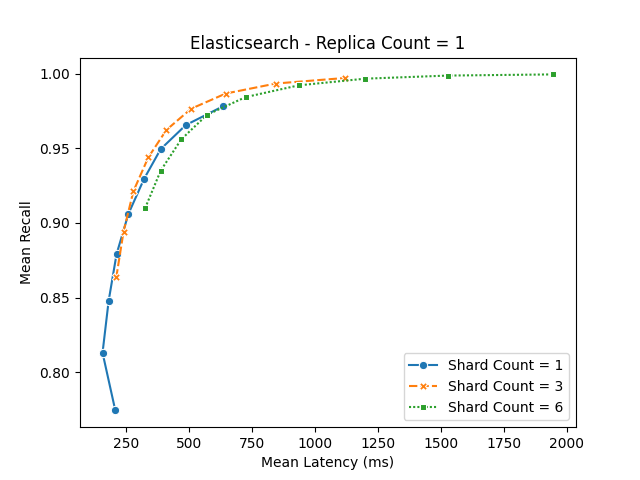 Elasticsearch - Replica Count = 1
Mean Recall
1.00
0.95
0.90
0.85
0.80
Shard Count = 1
Shard Count = 3
Shard Count = 6
250 500 750 1000 1250 1500 1750 2000
Mean Latency (ms)